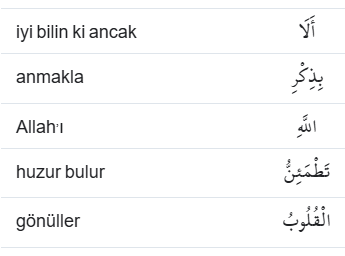 iyi bilin ki ancak أَلَا
anmakla بِذِكْرِ
Allah'ı اللَّهِ
huzur bulur تَطْمَئِنُّ
gönüller الْقُلُوبُ